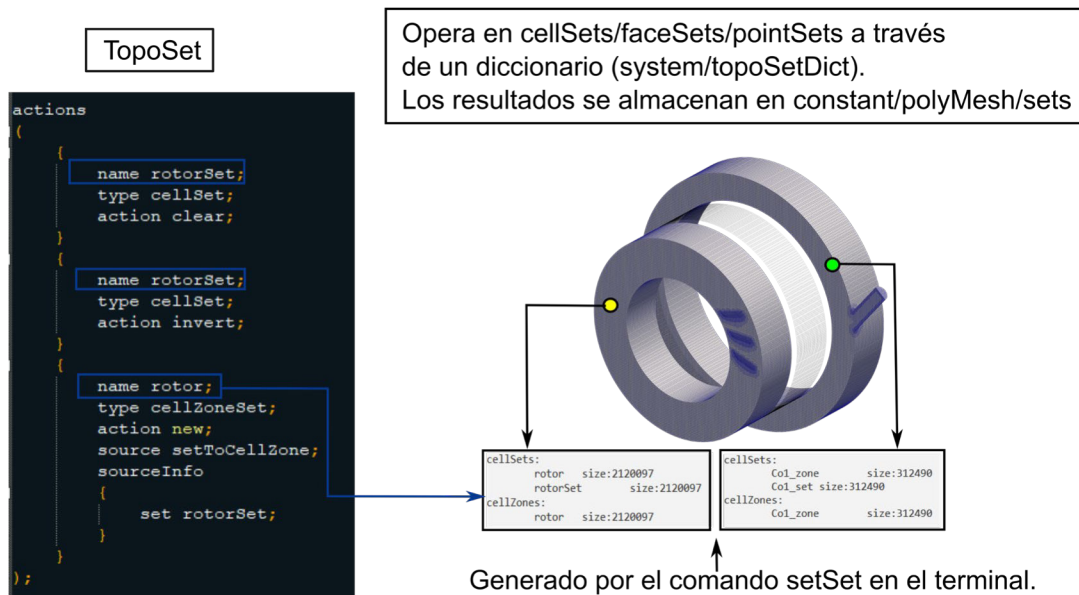 TopoSet
Opera en cellSets/faceSets/pointSets a través
de un diccionario (system/topoSetDict).
Los resultados se almacenan en constant/polyMesh/sets
actions
(
{
name rotorSet;
type cellSet;
action clear;
}
{
name rotorSet;
type cellSet;
action invert;
}
{
name rotor;
type cellZoneSet;
action new;
source setToCellZone;
sourceInfo
{
set rotorSet;
}
}
);
cellSets:
rotor size:2120097
rotorSet size:2120097
cellZones:
rotor size:2120097
cellSets:
Co1_zone size:312490
Co1_set size:312490
cellZones:
Co1_zone size:312490
Generado por el comando setSet en el terminal.